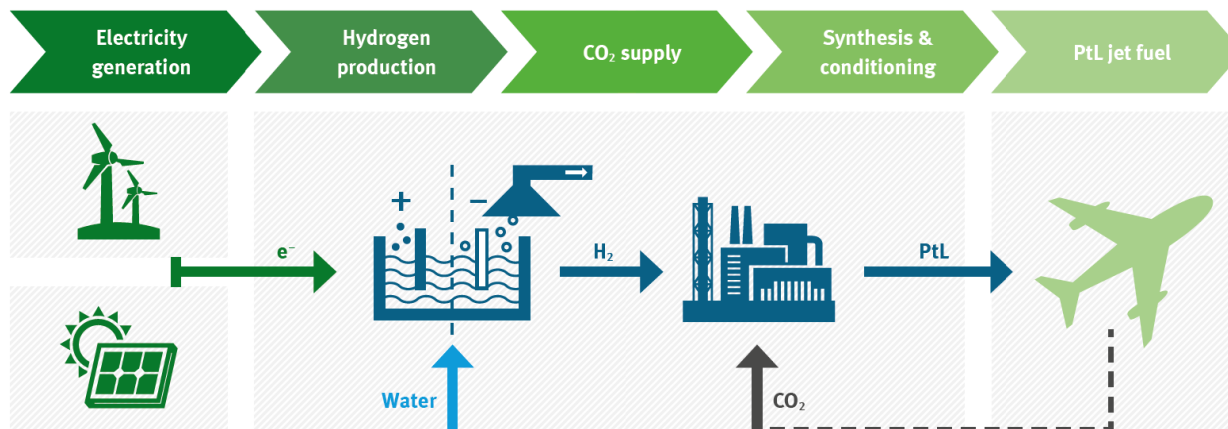 Electricity
generation
Hydrogen
production
CO₂ supply
Synthesis &
conditioning
PtL jet fuel
+
−
e⁻
H₂
PtL
Water
CO₂